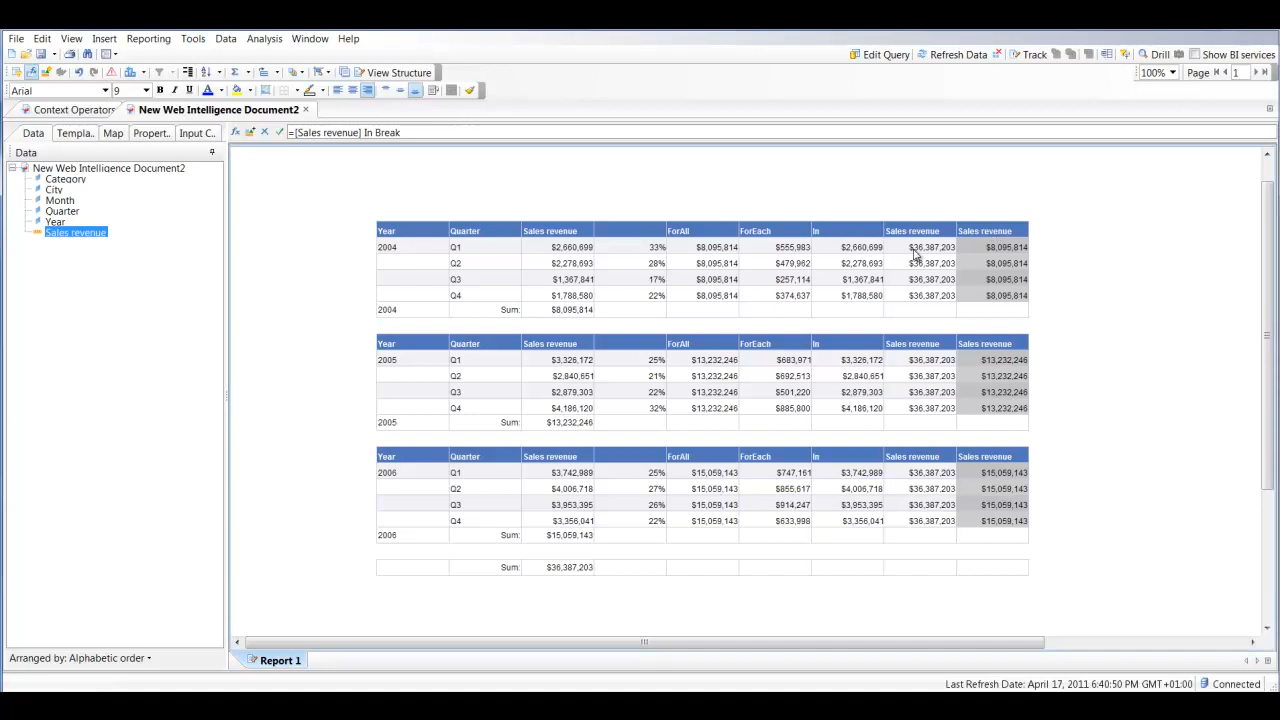 File Edit View Insert Reporting Tools Data Analysis Window Help
Edit Query Refresh Data Track Drill Show BI services
View Structure 100% Page 1
Arial 9 B I U A
Context Operators New Web Intelligence Document2 ×
Data Templa.. Map Propert.. Input C.. =[Sales revenue] In Break
Data
New Web Intelligence Document2
Category
City
Month
Quarter
Year
Sales revenue
Year Quarter Sales revenue ForAll ForEach In Sales revenue Sales revenue
2004 Q1 $2,660,699 33% $8,095,814 $555,983 $2,660,699 $36,387,203 $8,095,814
Q2 $2,278,693 28% $8,095,814 $479,962 $2,278,693 $36,387,203 $8,095,814
Q3 $1,367,841 17% $8,095,814 $257,114 $1,367,841 $36,387,203 $8,095,814
Q4 $1,788,580 22% $8,095,814 $374,637 $1,788,580 $36,387,203 $8,095,814
2004 Sum: $8,095,814
Year Quarter Sales revenue ForAll ForEach In Sales revenue Sales revenue
2005 Q1 $3,326,172 25% $13,232,246 $683,971 $3,326,172 $36,387,203 $13,232,246
Q2 $2,840,651 21% $13,232,246 $692,513 $2,840,651 $36,387,203 $13,232,246
Q3 $2,879,303 22% $13,232,246 $501,220 $2,879,303 $36,387,203 $13,232,246
Q4 $4,186,120 32% $13,232,246 $885,800 $4,186,120 $36,387,203 $13,232,246
2005 Sum: $13,232,246
Year Quarter Sales revenue ForAll ForEach In Sales revenue Sales revenue
2006 Q1 $3,742,989 25% $15,059,143 $747,161 $3,742,989 $36,387,203 $15,059,143
Q2 $4,006,718 27% $15,059,143 $855,617 $4,006,718 $36,387,203 $15,059,143
Q3 $3,953,395 26% $15,059,143 $914,247 $3,953,395 $36,387,203 $15,059,143
Q4 $3,356,041 22% $15,059,143 $633,998 $3,356,041 $36,387,203 $15,059,143
2006 Sum: $15,059,143
Sum: $36,387,203
Arranged by: Alphabetic order
Report 1
Last Refresh Date: April 17, 2011 6:40:50 PM GMT+01:00 Connected